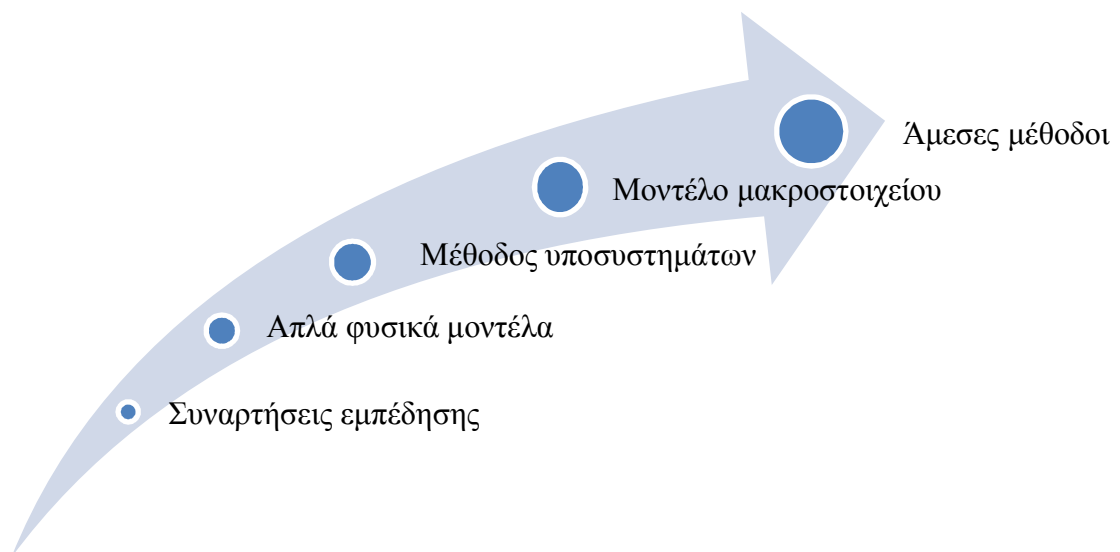 Άμεσες μέθοδοι
Μοντέλο μακροστοιχείου
Μέθοδος υποσυστημάτων
Απλά φυσικά μοντέλα
Συναρτήσεις εμπέδησης